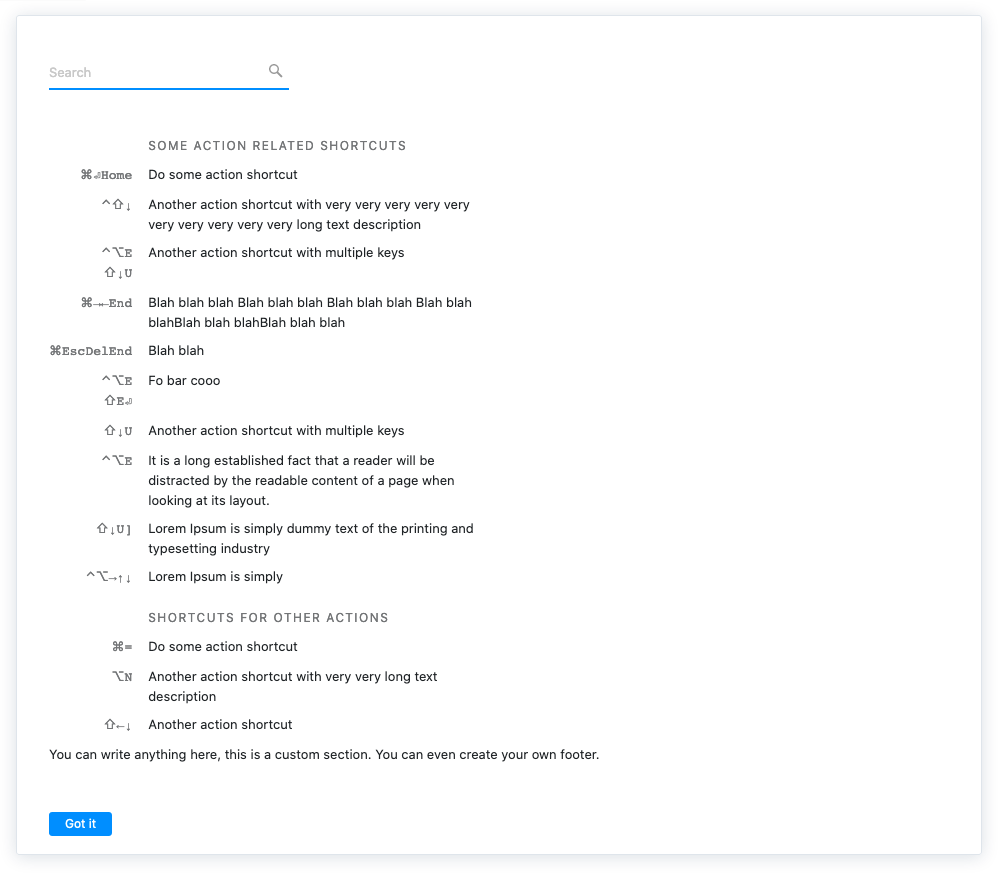 Search
SOME ACTION RELATED SHORTCUTS
⌘⏎Home Do some action shortcut
^⇧↓ Another action shortcut with very very very very very
very very very very very long text description
^⌥E Another action shortcut with multiple keys
⇧↓U
⌘→←End Blah blah blah Blah blah blah Blah blah blah Blah blah
blahBlah blah blahBlah blah blah
⌘EscDelEnd Blah blah
^⌥E Fo bar cooo
⇧E⏎
⇧↓U Another action shortcut with multiple keys
^⌥E It is a long established fact that a reader will be
distracted by the readable content of a page when
looking at its layout.
⇧↓U] Lorem Ipsum is simply dummy text of the printing and
typesetting industry
^⌥→↑↓ Lorem Ipsum is simply
SHORTCUTS FOR OTHER ACTIONS
⌘= Do some action shortcut
⌥N Another action shortcut with very very long text
description
⇧←↓ Another action shortcut
You can write anything here, this is a custom section. You can even create your own footer.
Got it